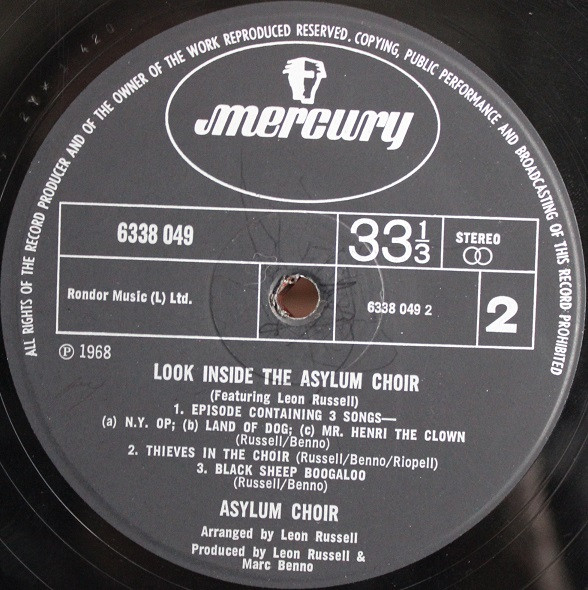 ALL RIGHTS OF THE RECORD PRODUCER AND OF THE OWNER OF THE WORK REPRODUCED RESERVED. COPYING, PUBLIC PERFORMANCE AND BROADCASTING OF THIS RECORD PROHIBITED
mercury
6338 049
33 1/3
STEREO
Rondor Music (L) Ltd.
6338 049 2
2
Ⓟ 1968
LOOK INSIDE THE ASYLUM CHOIR
(Featuring Leon Russell)
1. EPISODE CONTAINING 3 SONGS—
(a) N.Y. OP; (b) LAND OF DOG; (c) MR. HENRI THE CLOWN
(Russell/Benno)
2. THIEVES IN THE CHOIR (Russell/Benno/Riopell)
3. BLACK SHEEP BOOGALOO
(Russell/Benno)
ASYLUM CHOIR
Arranged by Leon Russell
Produced by Leon Russell &
Marc Benno